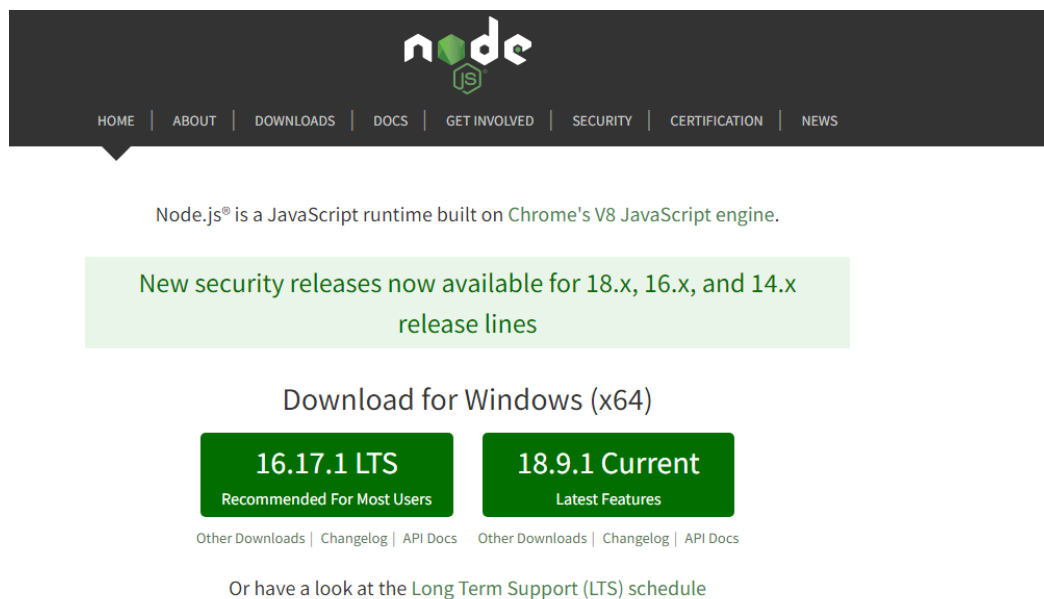 node
JS
HOME | ABOUT | DOWNLOADS | DOCS | GET INVOLVED | SECURITY | CERTIFICATION | NEWS
Node.js® is a JavaScript runtime built on Chrome's V8 JavaScript engine.
New security releases now available for 18.x, 16.x, and 14.x
release lines
Download for Windows (x64)
16.17.1 LTS
Recommended For Most Users
18.9.1 Current
Latest Features
Other Downloads | Changelog | API Docs
Other Downloads | Changelog | API Docs
Or have a look at the Long Term Support (LTS) schedule